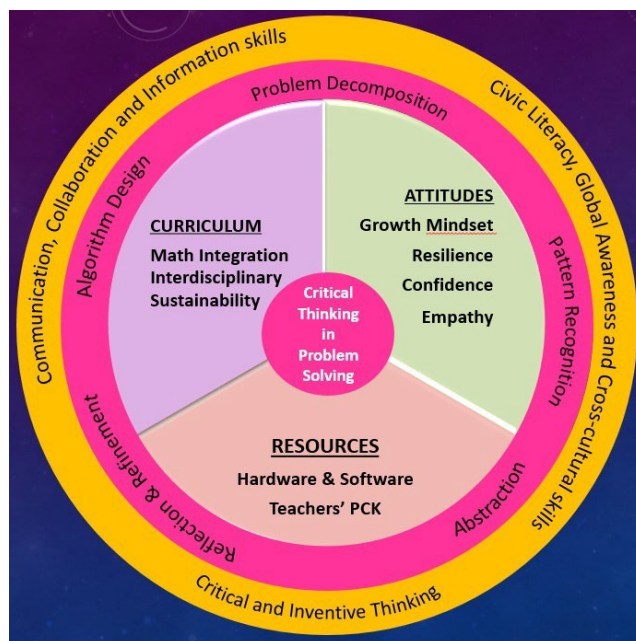 Communication, Collaboration and Information skills
Civic Literacy, Global Awareness and Cross-cultural skills
Critical and Inventive Thinking
Problem Decomposition
Pattern Recognition
Abstraction
Reflection & Refinement
Algorithm Design
CURRICULUM
Math Integration
Interdisciplinary
Sustainability
ATTITUDES
Growth Mindset
Resilience
Confidence
Empathy
Critical
Thinking
in
Problem
Solving
RESOURCES
Hardware & Software
Teachers' PCK